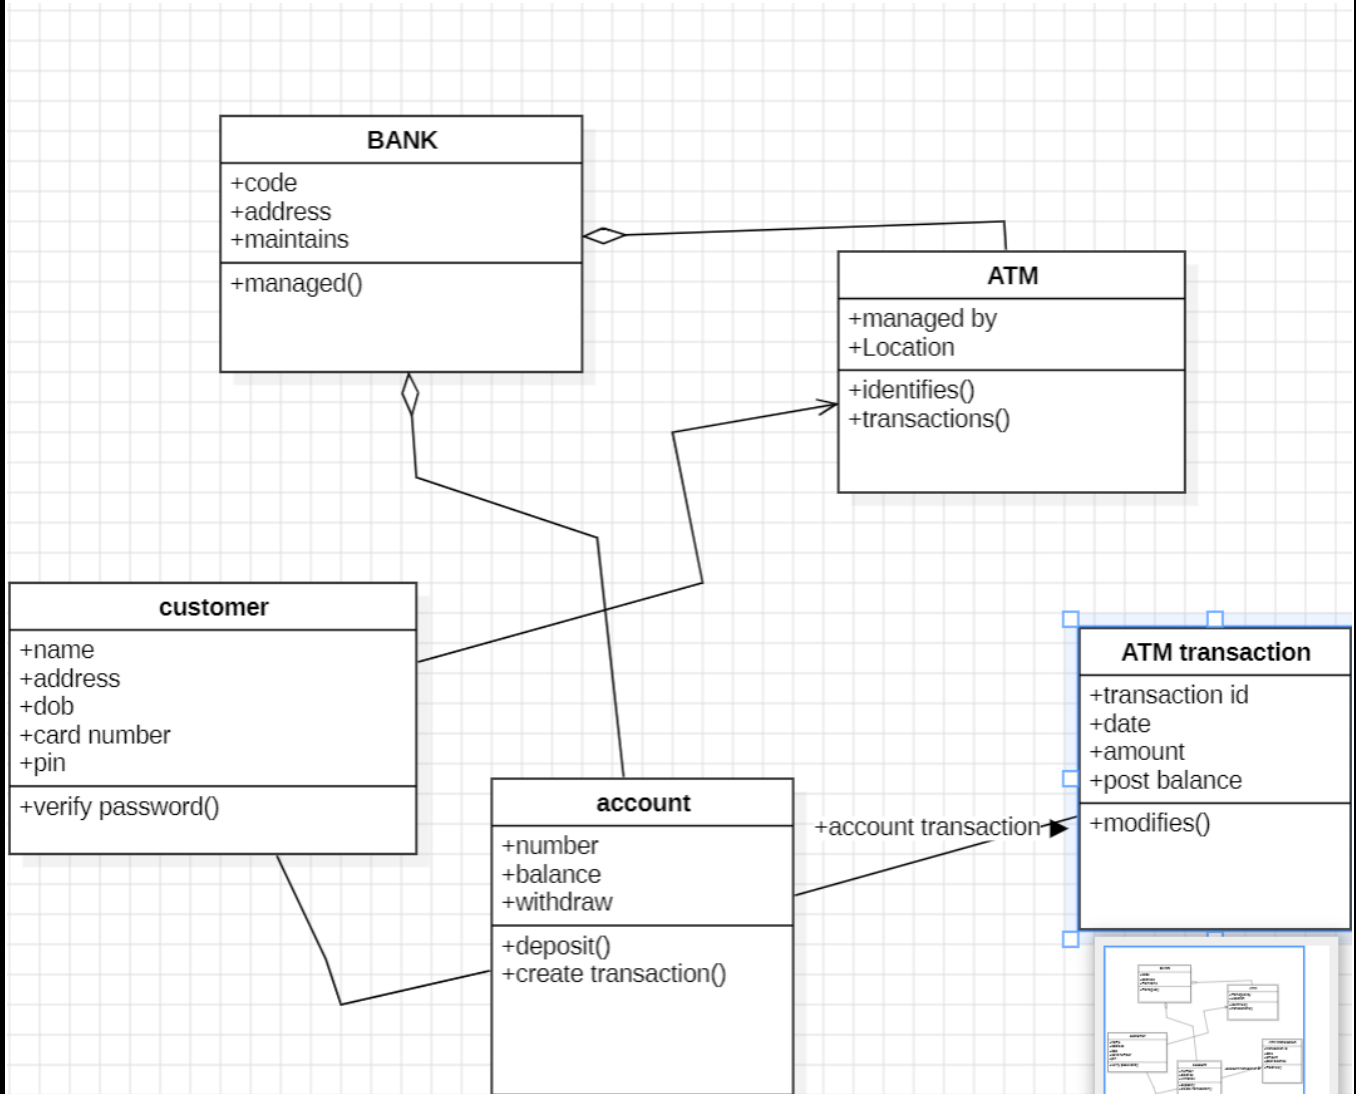 BANK
+code
+address
+maintains
+managed()
ATM
+managed by
+Location
+identifies()
+transactions()
customer
+name
+address
+dob
+card number
+pin
+verify password()
account
+number
+balance
+withdraw
+deposit()
+create transaction()
+account transaction
ATM transaction
+transaction id
+date
+amount
+post balance
+modifies()